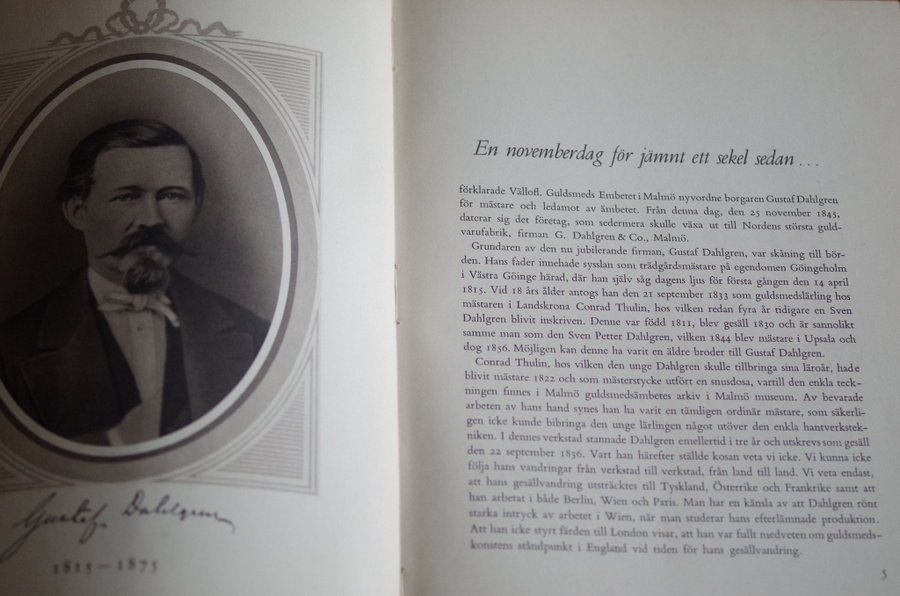 Gustaf Dahlgren
1815—1875
En novemberdag för jämnt ett sekel sedan...
förklarade Vällofl. Guldsmeds Embetet i Malmö nyvordne borgaren Gustaf Dahlgren
för mästare och ledamot av ämbetet. Från denna dag, den 25 november 1845,
daterar sig det företag, som sedermera skulle växa ut till Nordens största guld-
varufabrik, firman G. Dahlgren & Co., Malmö.
Grundaren av den nu jubilerande firman, Gustaf Dahlgren, var skåning till bör-
den. Hans fader innehade sysslan som trädgårdsmästare på egendomen Göingeholm
i Västra Göinge härad, där han själv såg dagens ljus för första gången den 14 april
1815. Vid 18 års ålder antogs han den 21 september 1833 som guldsmedslärling hos
mästaren i Landskrona Conrad Thulin, hos vilken redan fyra år tidigare en Sven
Dahlgren blivit inskriven. Denne var född 1811, blev gesäll 1830 och är sannolikt
samme man som den Sven Petter Dahlgren, vilken 1844 blev mästare i Upsala och
dog 1856. Möjligen kan denne ha varit en äldre broder till Gustaf Dahlgren.
Conrad Thulin, hos vilken den unge Dahlgren skulle tillbringa sina läroår, hade
blivit mästare 1822 och som mästerstycke utfört en snusdosa, vartill den enkla teck-
ningen finnes i Malmö guldsmedsämbetes arkiv i Malmö museum. Av bevarade
arbeten av hans hand synes han ha varit en tämligen ordinär mästare, som säkerli-
gen icke kunde bibringa den unge lärlingen något utöver den enkla hantverkstek-
niken. I dennes verkstad stannade Dahlgren emellertid i tre år och utskrevs som gesäll
den 22 september 1836. Vart han härefter ställde kosan veta vi icke. Vi kunna icke
följa hans vandringar från verkstad till verkstad, från land till land. Vi veta endast,
att hans gesällvandring utsträcktes till Tyskland, Österrike och Frankrike samt att
han arbetat i både Berlin, Wien och Paris. Man har en känsla av att Dahlgren rönt
starka intryck av arbetet i Wien, när man studerar hans efterlämnade produktion.
Att han icke styrt färden till London visar, att han var fullt medveten om guldsmeds-
konstens ståndpunkt i England vid tiden för hans gesällvandring.
5